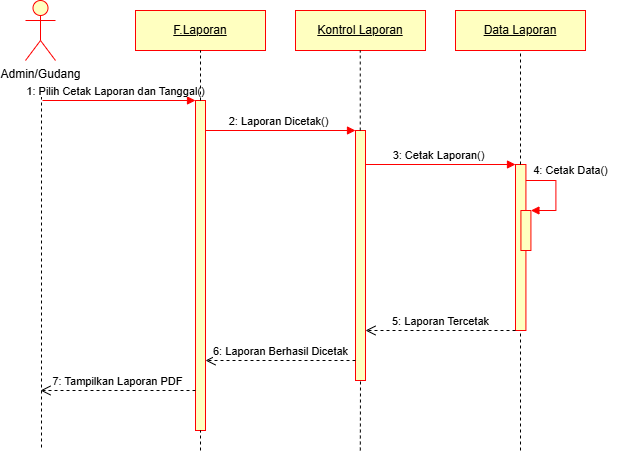 F.Laporan
Kontrol Laporan
Data Laporan
Admin/Gudang
1: Pilih Cetak Laporan dan Tanggal()
2: Laporan Dicetak()
3: Cetak Laporan()
4: Cetak Data()
5: Laporan Tercetak
6: Laporan Berhasil Dicetak
7: Tampilkan Laporan PDF